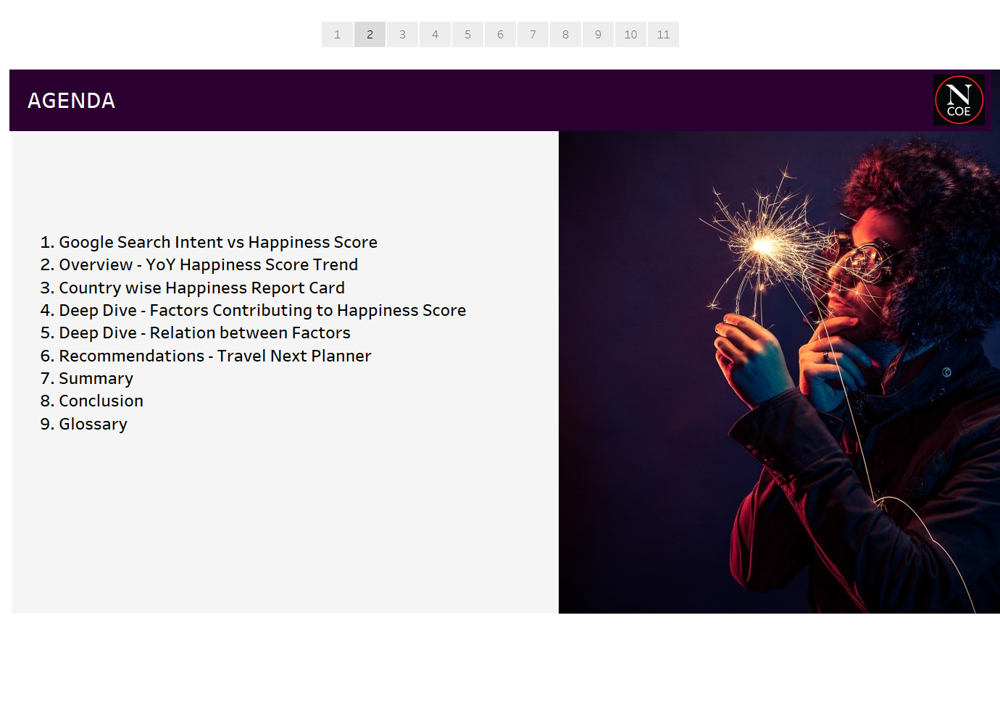 1 2 3 4 5 6 7 8 9 10 11
AGENDA
N
COE
1. Google Search Intent vs Happiness Score
2. Overview - YoY Happiness Score Trend
3. Country wise Happiness Report Card
4. Deep Dive - Factors Contributing to Happiness Score
5. Deep Dive - Relation between Factors
6. Recommendations - Travel Next Planner
7. Summary
8. Conclusion
9. Glossary